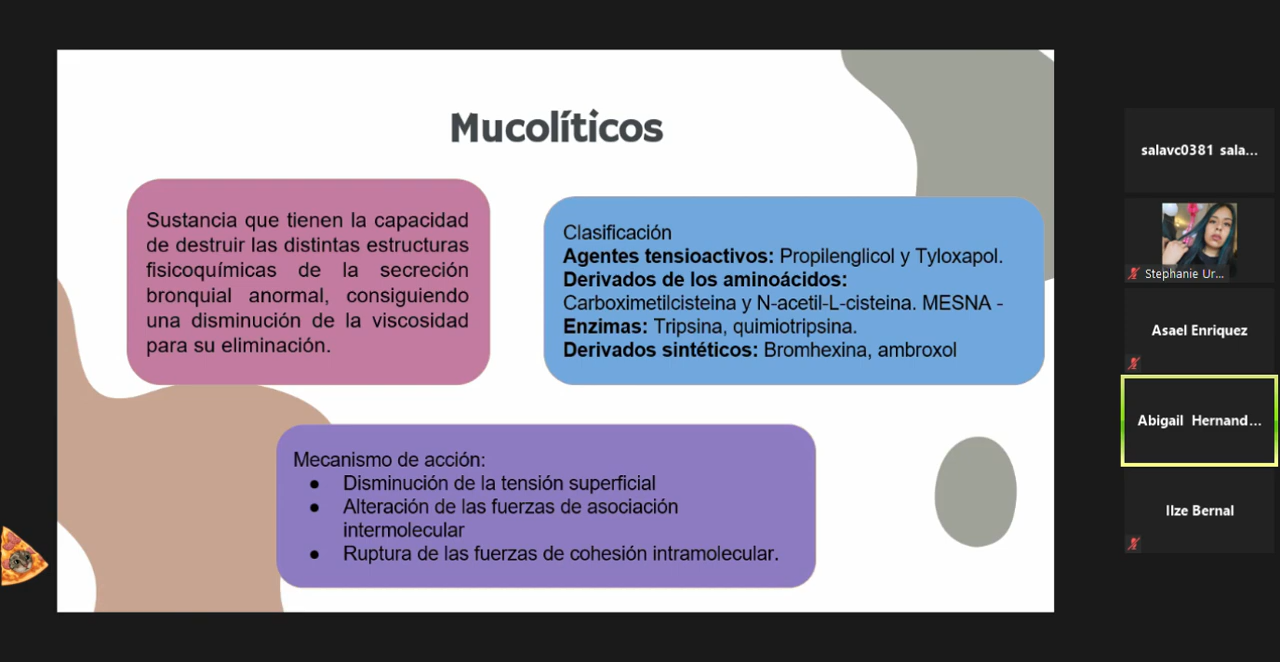 Mucolíticos
Sustancia que tienen la capacidad
de destruir las distintas estructuras
fisicoquímicas de la secreción
bronquial anormal, consiguiendo
una disminución de la viscosidad
para su eliminación.
Clasificación
Agentes tensioactivos: Propilenglicol y Tyloxapol.
Derivados de los aminoácidos:
Carboximetilcisteina y N-acetil-L-cisteina. MESNA -
Enzimas: Tripsina, quimiotripsina.
Derivados sintéticos: Bromhexina, ambroxol
Mecanismo de acción:
● Disminución de la tensión superficial
● Alteración de las fuerzas de asociación
intermolecular
● Ruptura de las fuerzas de cohesión intramolecular.
salavc0381 sala...
Stephanie Ur...
Asael Enriquez
Abigail Hernand...
Ilze Bernal